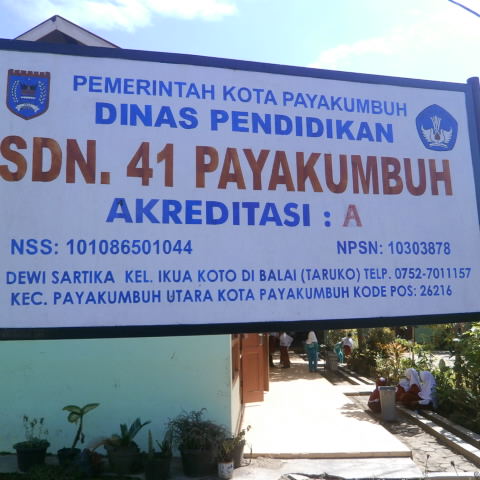 PEMERINTAH KOTA PAYAKUMBUH
DINAS PENDIDIKAN
SDN. 41 PAYAKUMBUH
AKREDITASI : A
NSS: 101086501044 NPSN: 10303878
DEWI SARTIKA KEL. IKUA KOTO DI BALAI (TARUKO) TELP. 0752-7011157
KEC. PAYAKUMBUH UTARA KOTA PAYAKUMBUH KODE POS: 26216